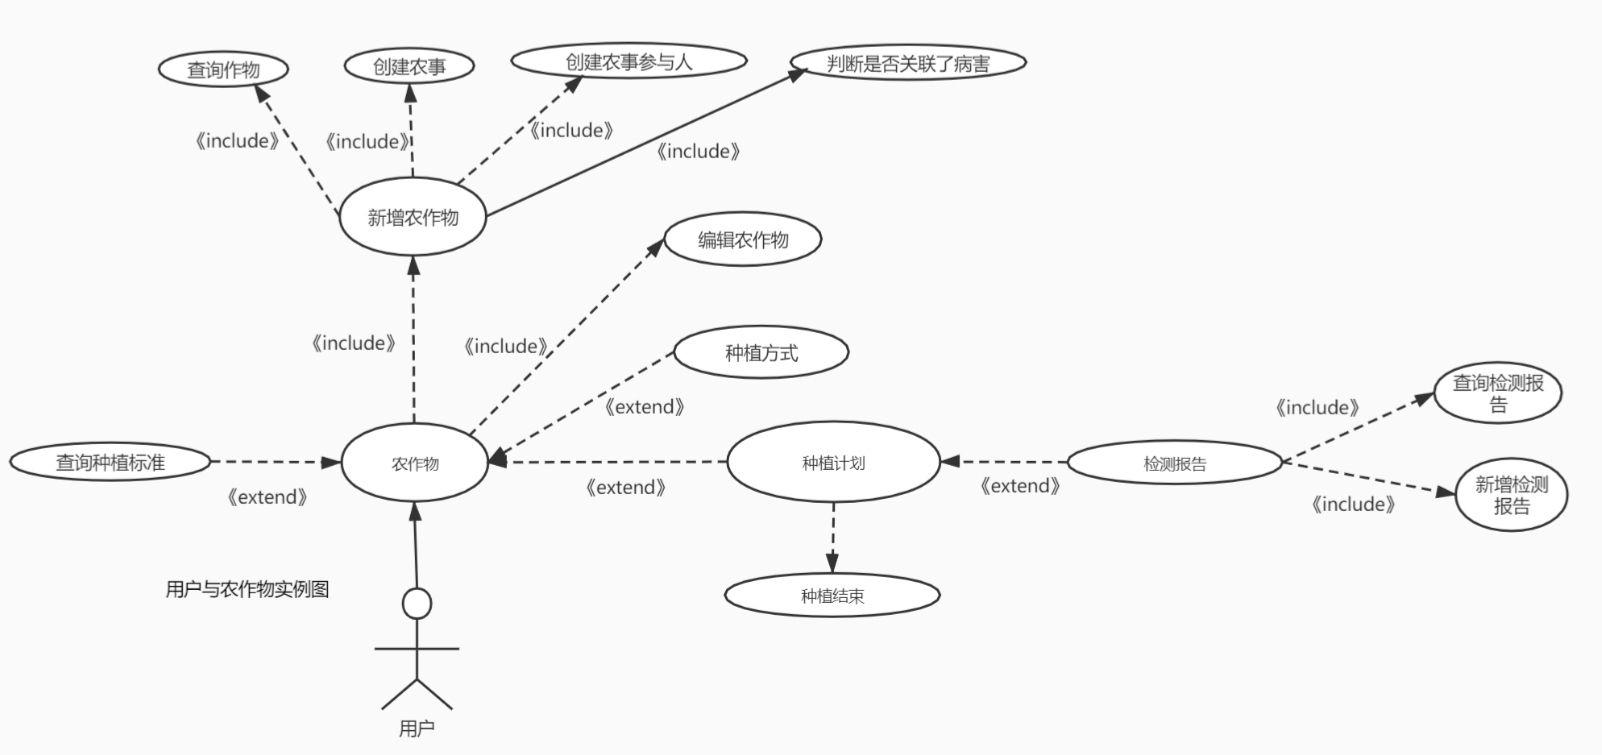 查询作物
创建农事
创建农事参与人
判断是否关联了病害
《include》
《include》
《include》
《include》
新增农作物
编辑农作物
《include》
《include》
种植方式
《extend》
查询检测报
告
《include》
查询种植标准
农作物
种植计划
检测报告
《extend》
《extend》
《extend》
新增检测
报告
《include》
用户与农作物实例图
种植结束
用户